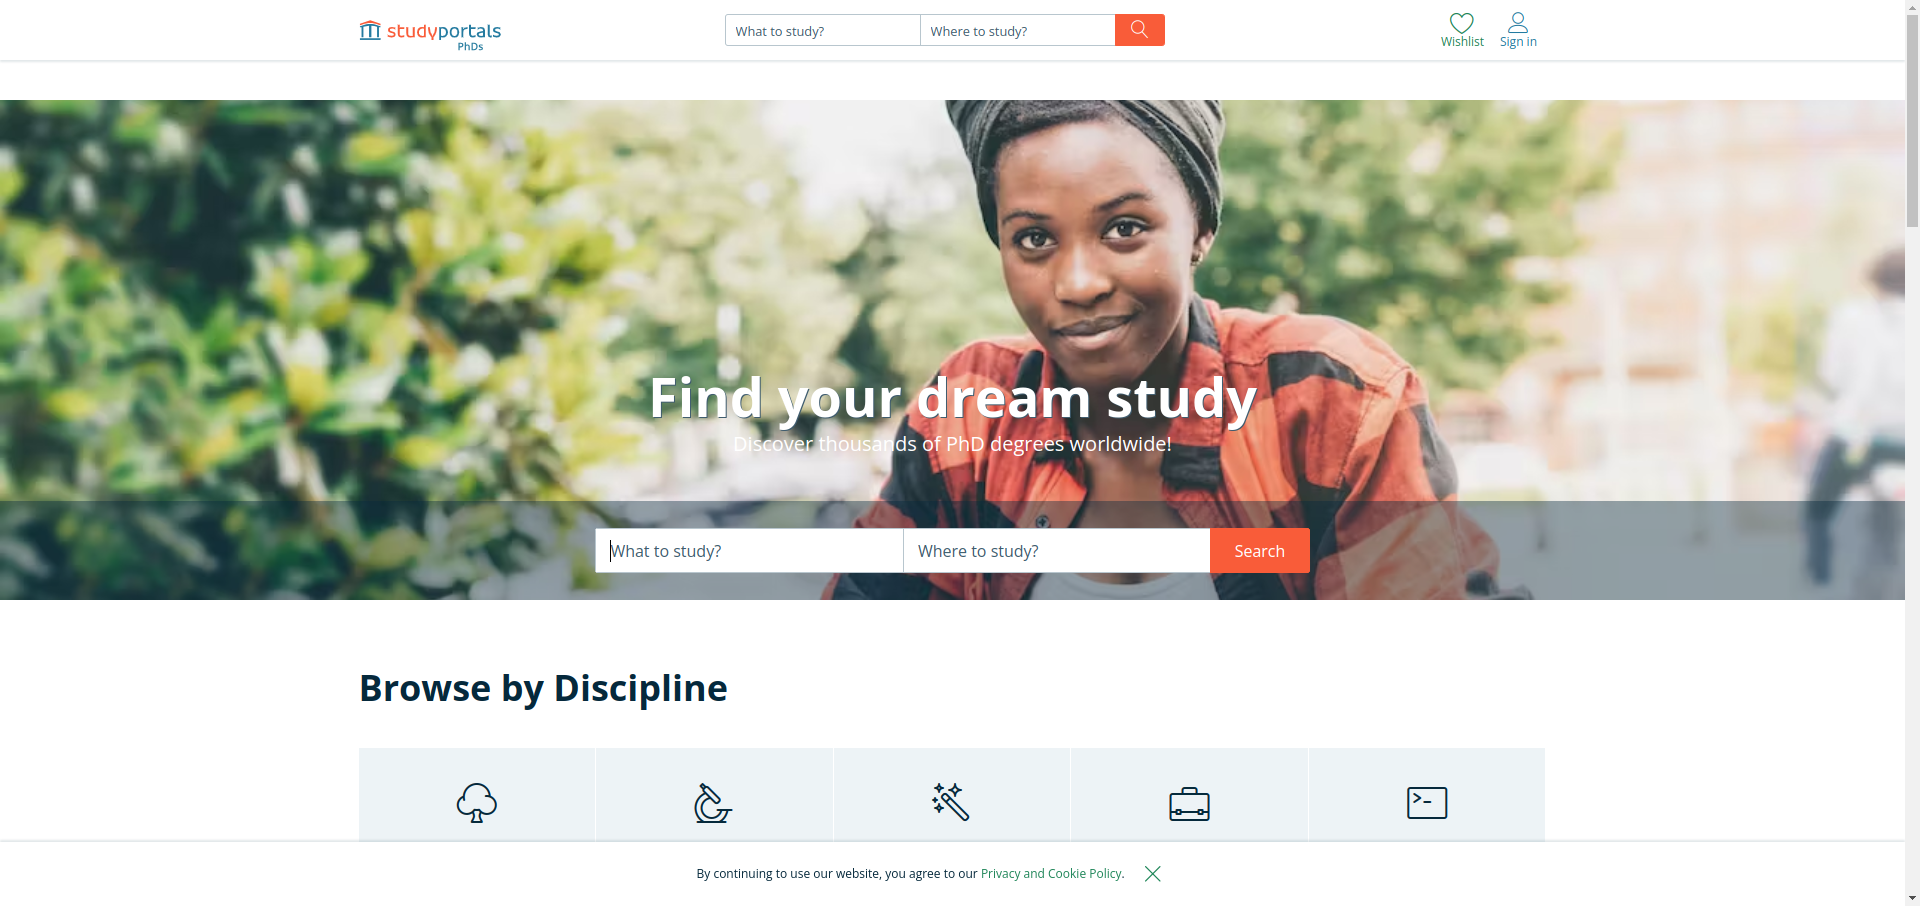 studyportals
PhDs
What to study?
Where to study?
Wishlist
Sign in
Find your dream study
Discover thousands of PhD degrees worldwide!
What to study?
Where to study?
Search
Browse by Discipline
By continuing to use our website, you agree to our Privacy and Cookie Policy.